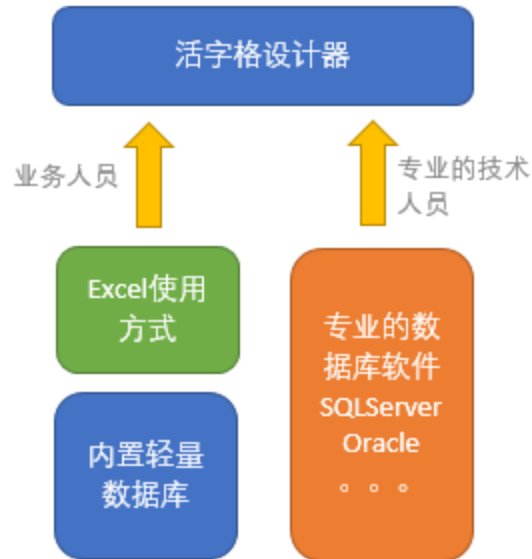 活字格设计器
业务人员
专业的技术
人员
Excel使用
方式
内置轻量
数据库
专业的数
据库软件
SQLServer
Oracle
。。。